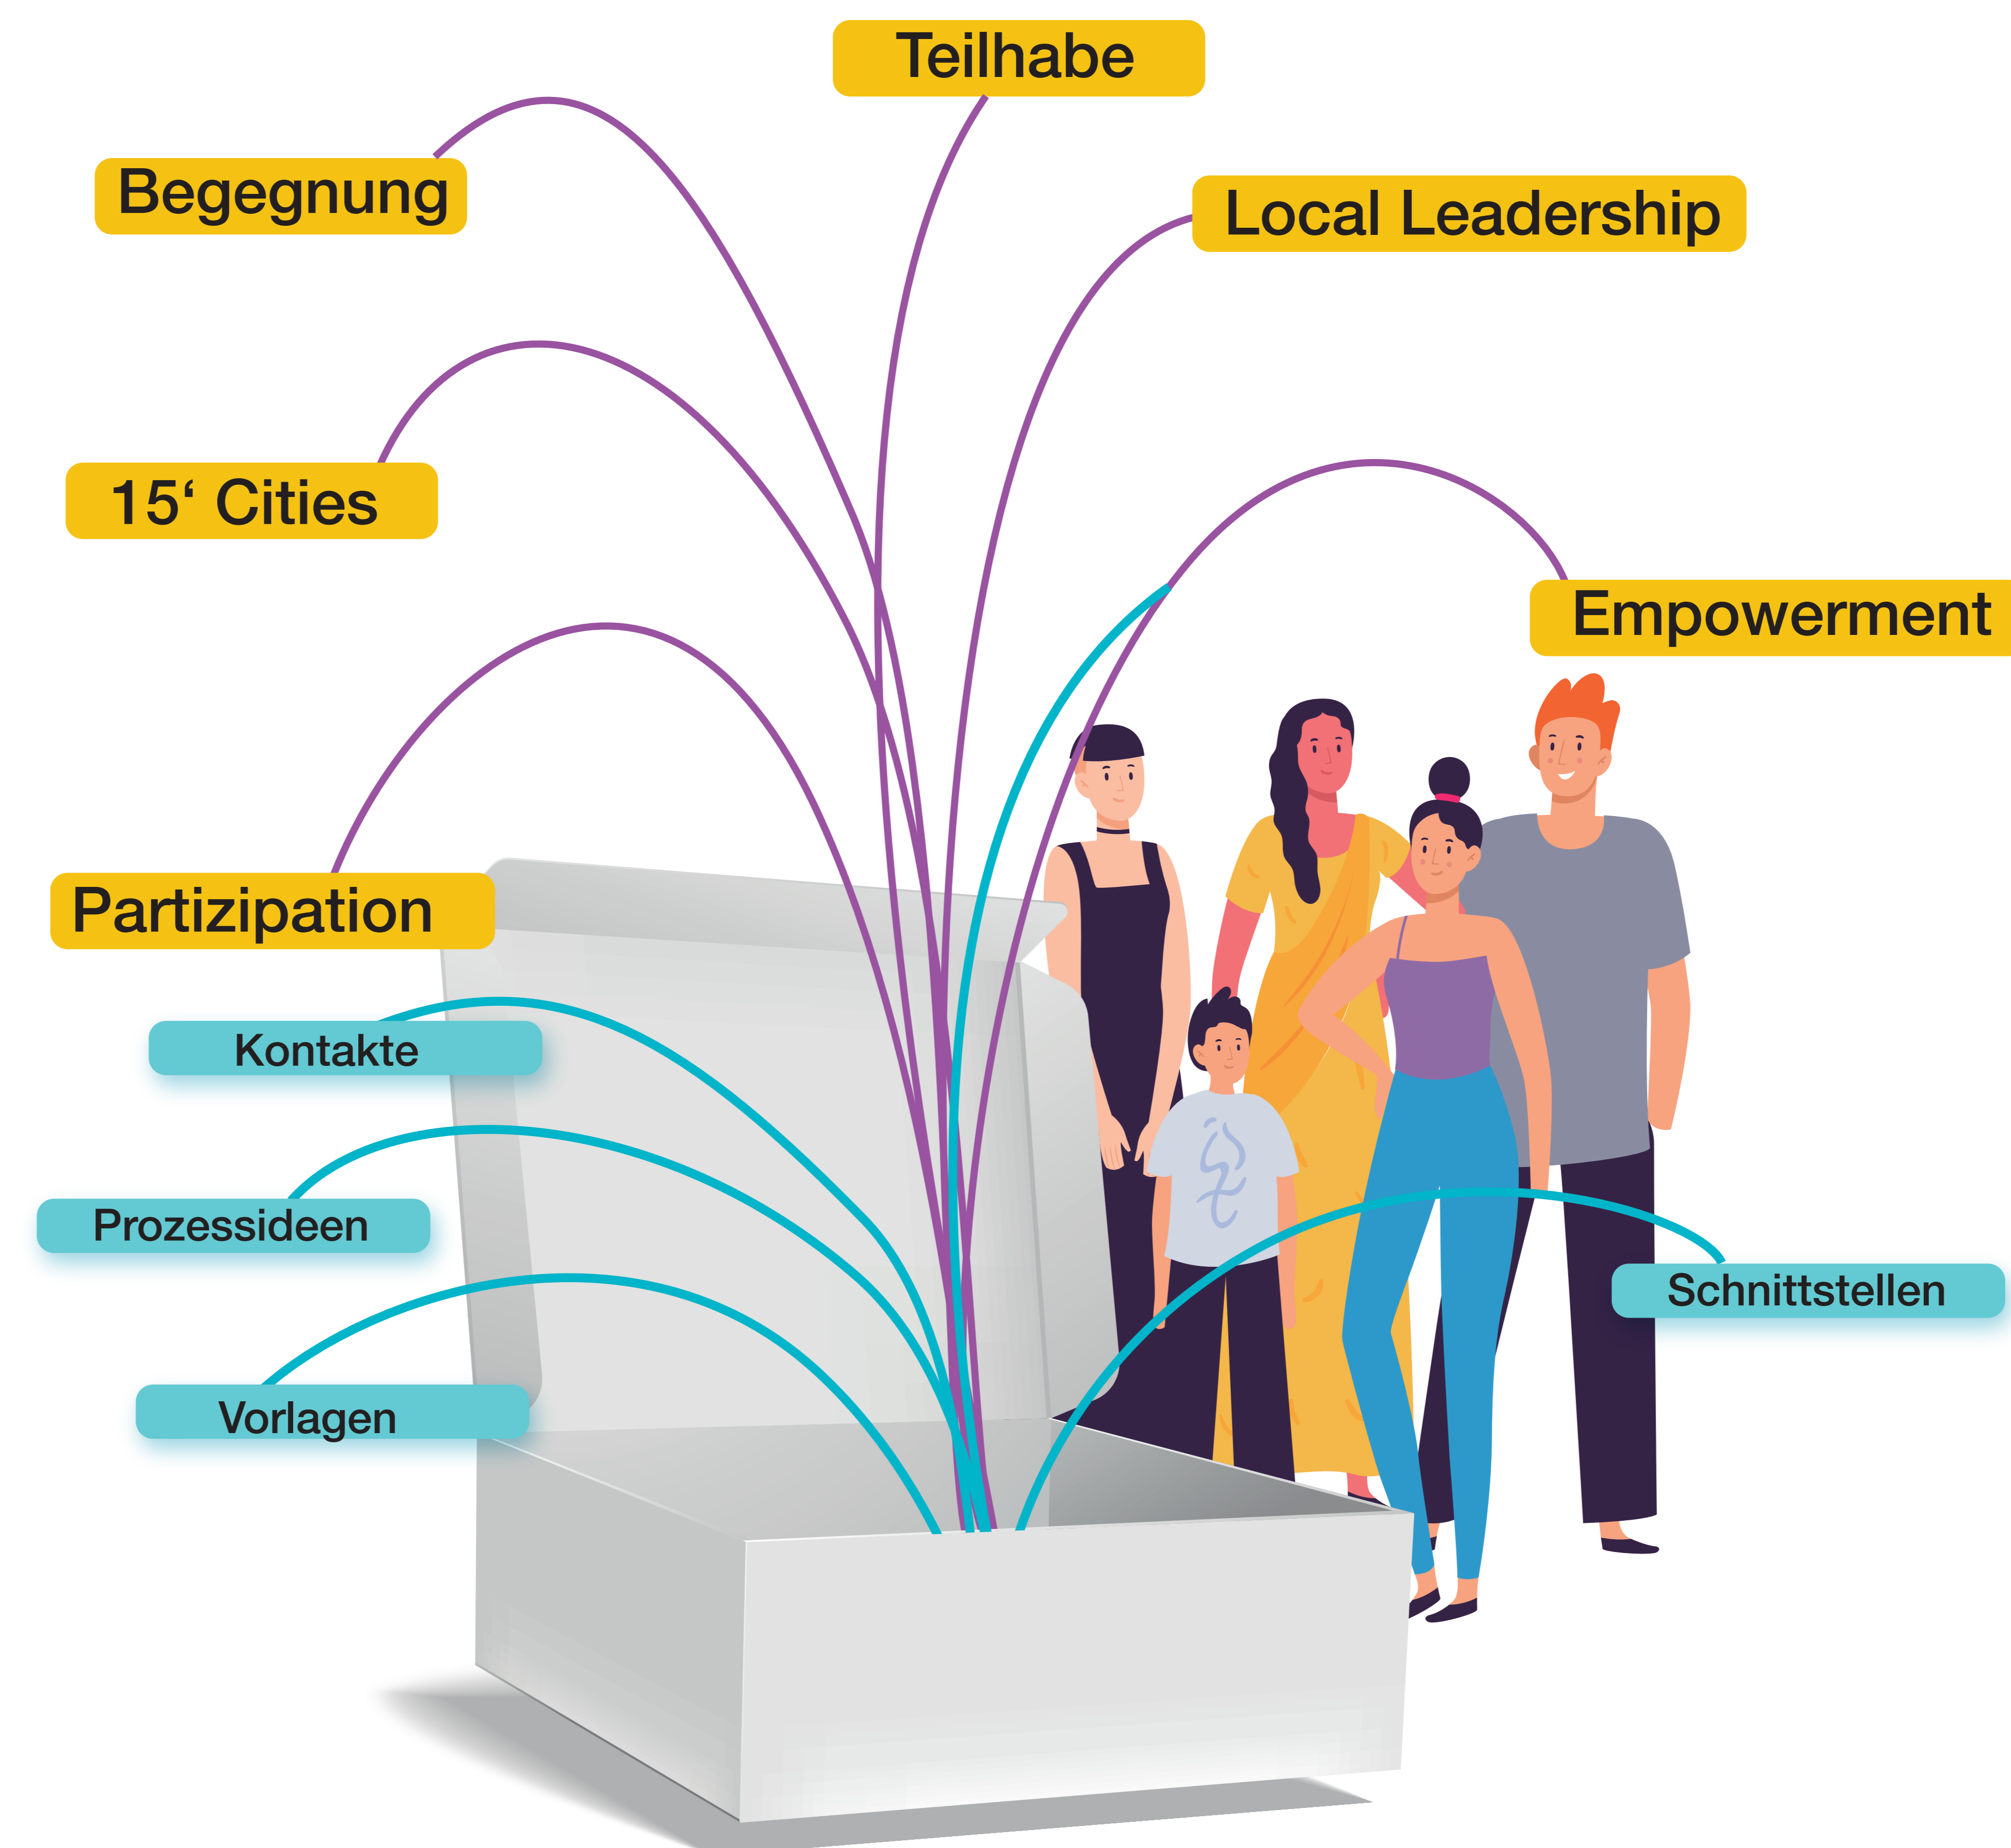 Teilhabe
Begegnung
Local Leadership
15‘ Cities
Empowerment
Partizipation
Kontakte
Prozessideen
Schnittstellen
Vorlagen